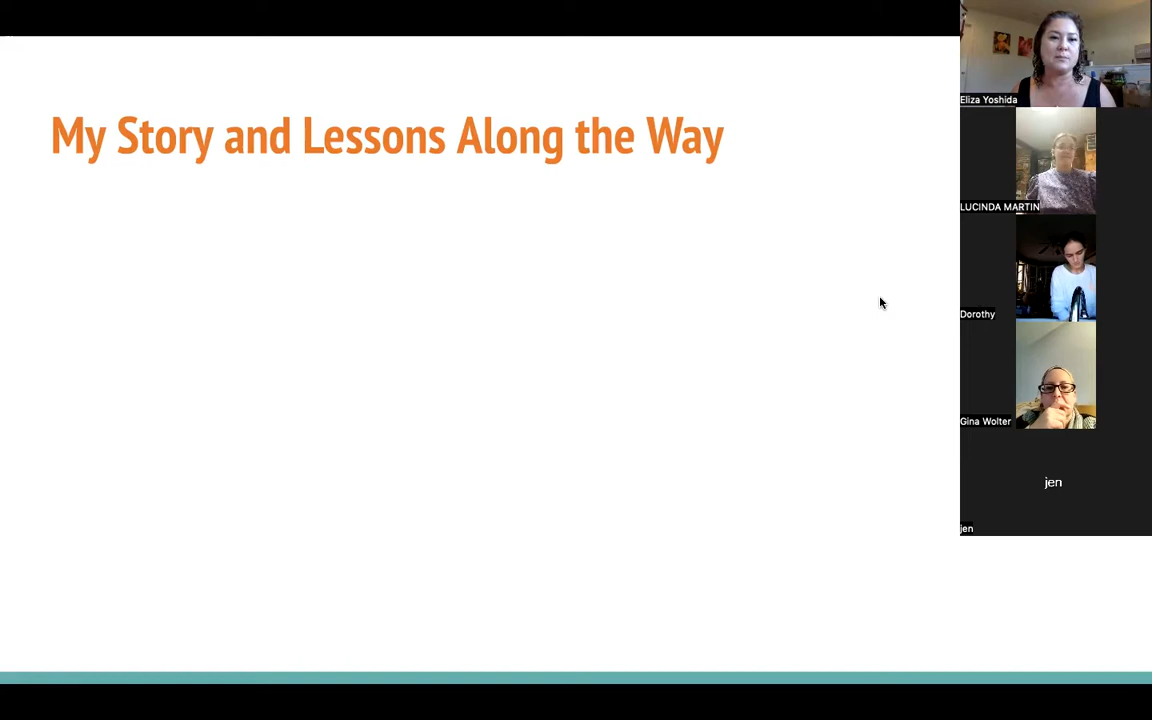 My Story and Lessons Along the Way
Eliza Yoshida
LUCINDA MARTIN
Dorothy
Gina Wolter
jen
jen